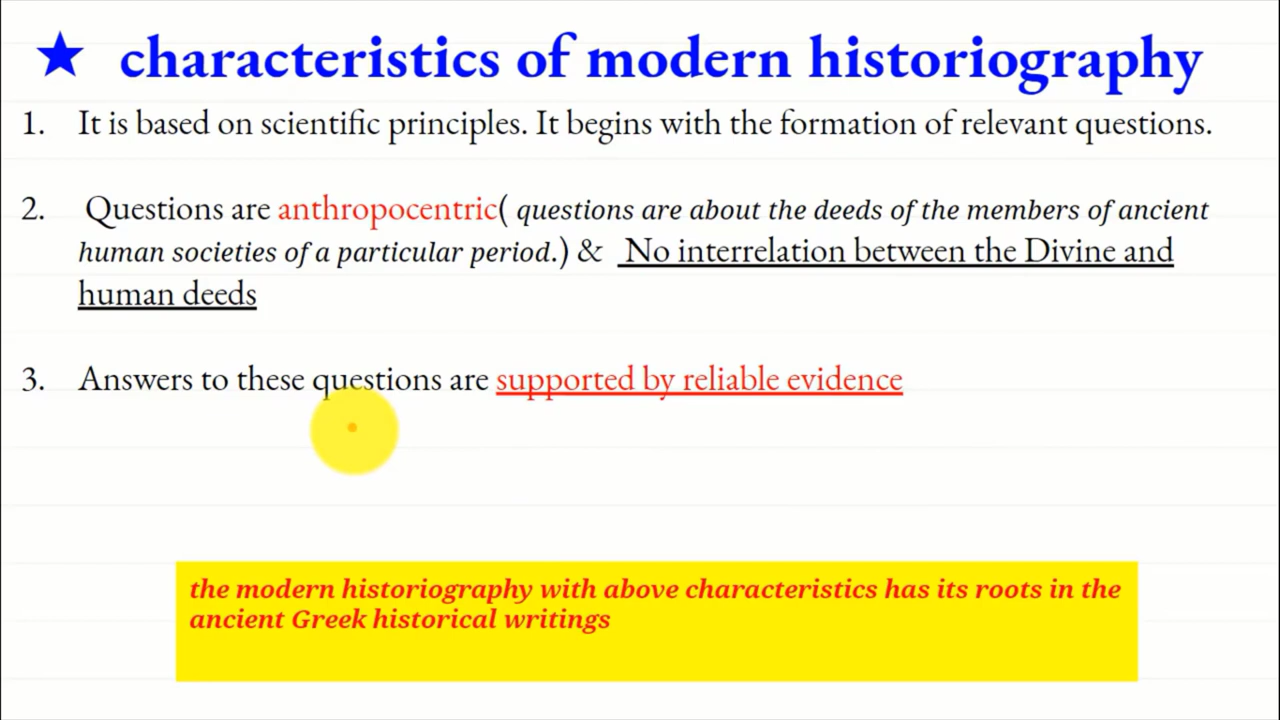 ★ characteristics of modern historiography
1. It is based on scientific principles. It begins with the formation of relevant questions.
2. Questions are anthropocentric( questions are about the deeds of the members of ancient
human societies of a particular period.) & No interrelation between the Divine and
human deeds
3. Answers to these questions are supported by reliable evidence
the modern historiography with above characteristics has its roots in the
ancient Greek historical writings